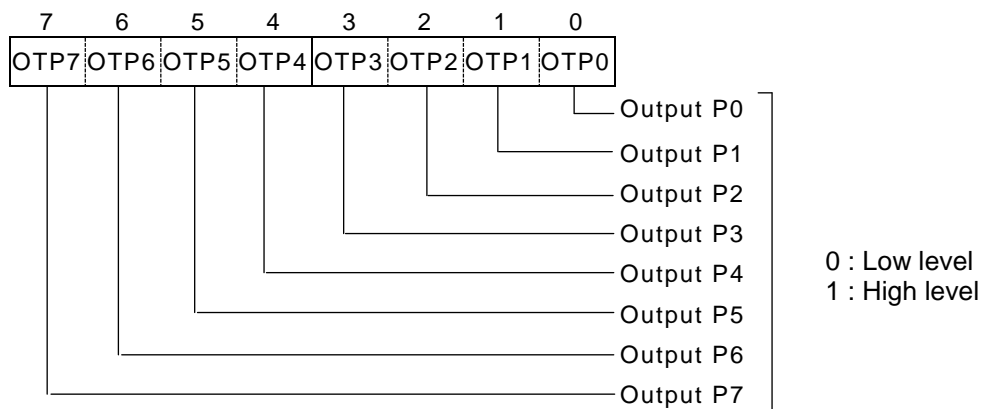 7 6 5 4 3 2 1 0
OTP7 OTP6 OTP5 OTP4 OTP3 OTP2 OTP1 OTP0
Output P0
Output P1
Output P2
Output P3
Output P4
Output P5
Output P6
Output P7
0 : Low level
1 : High level